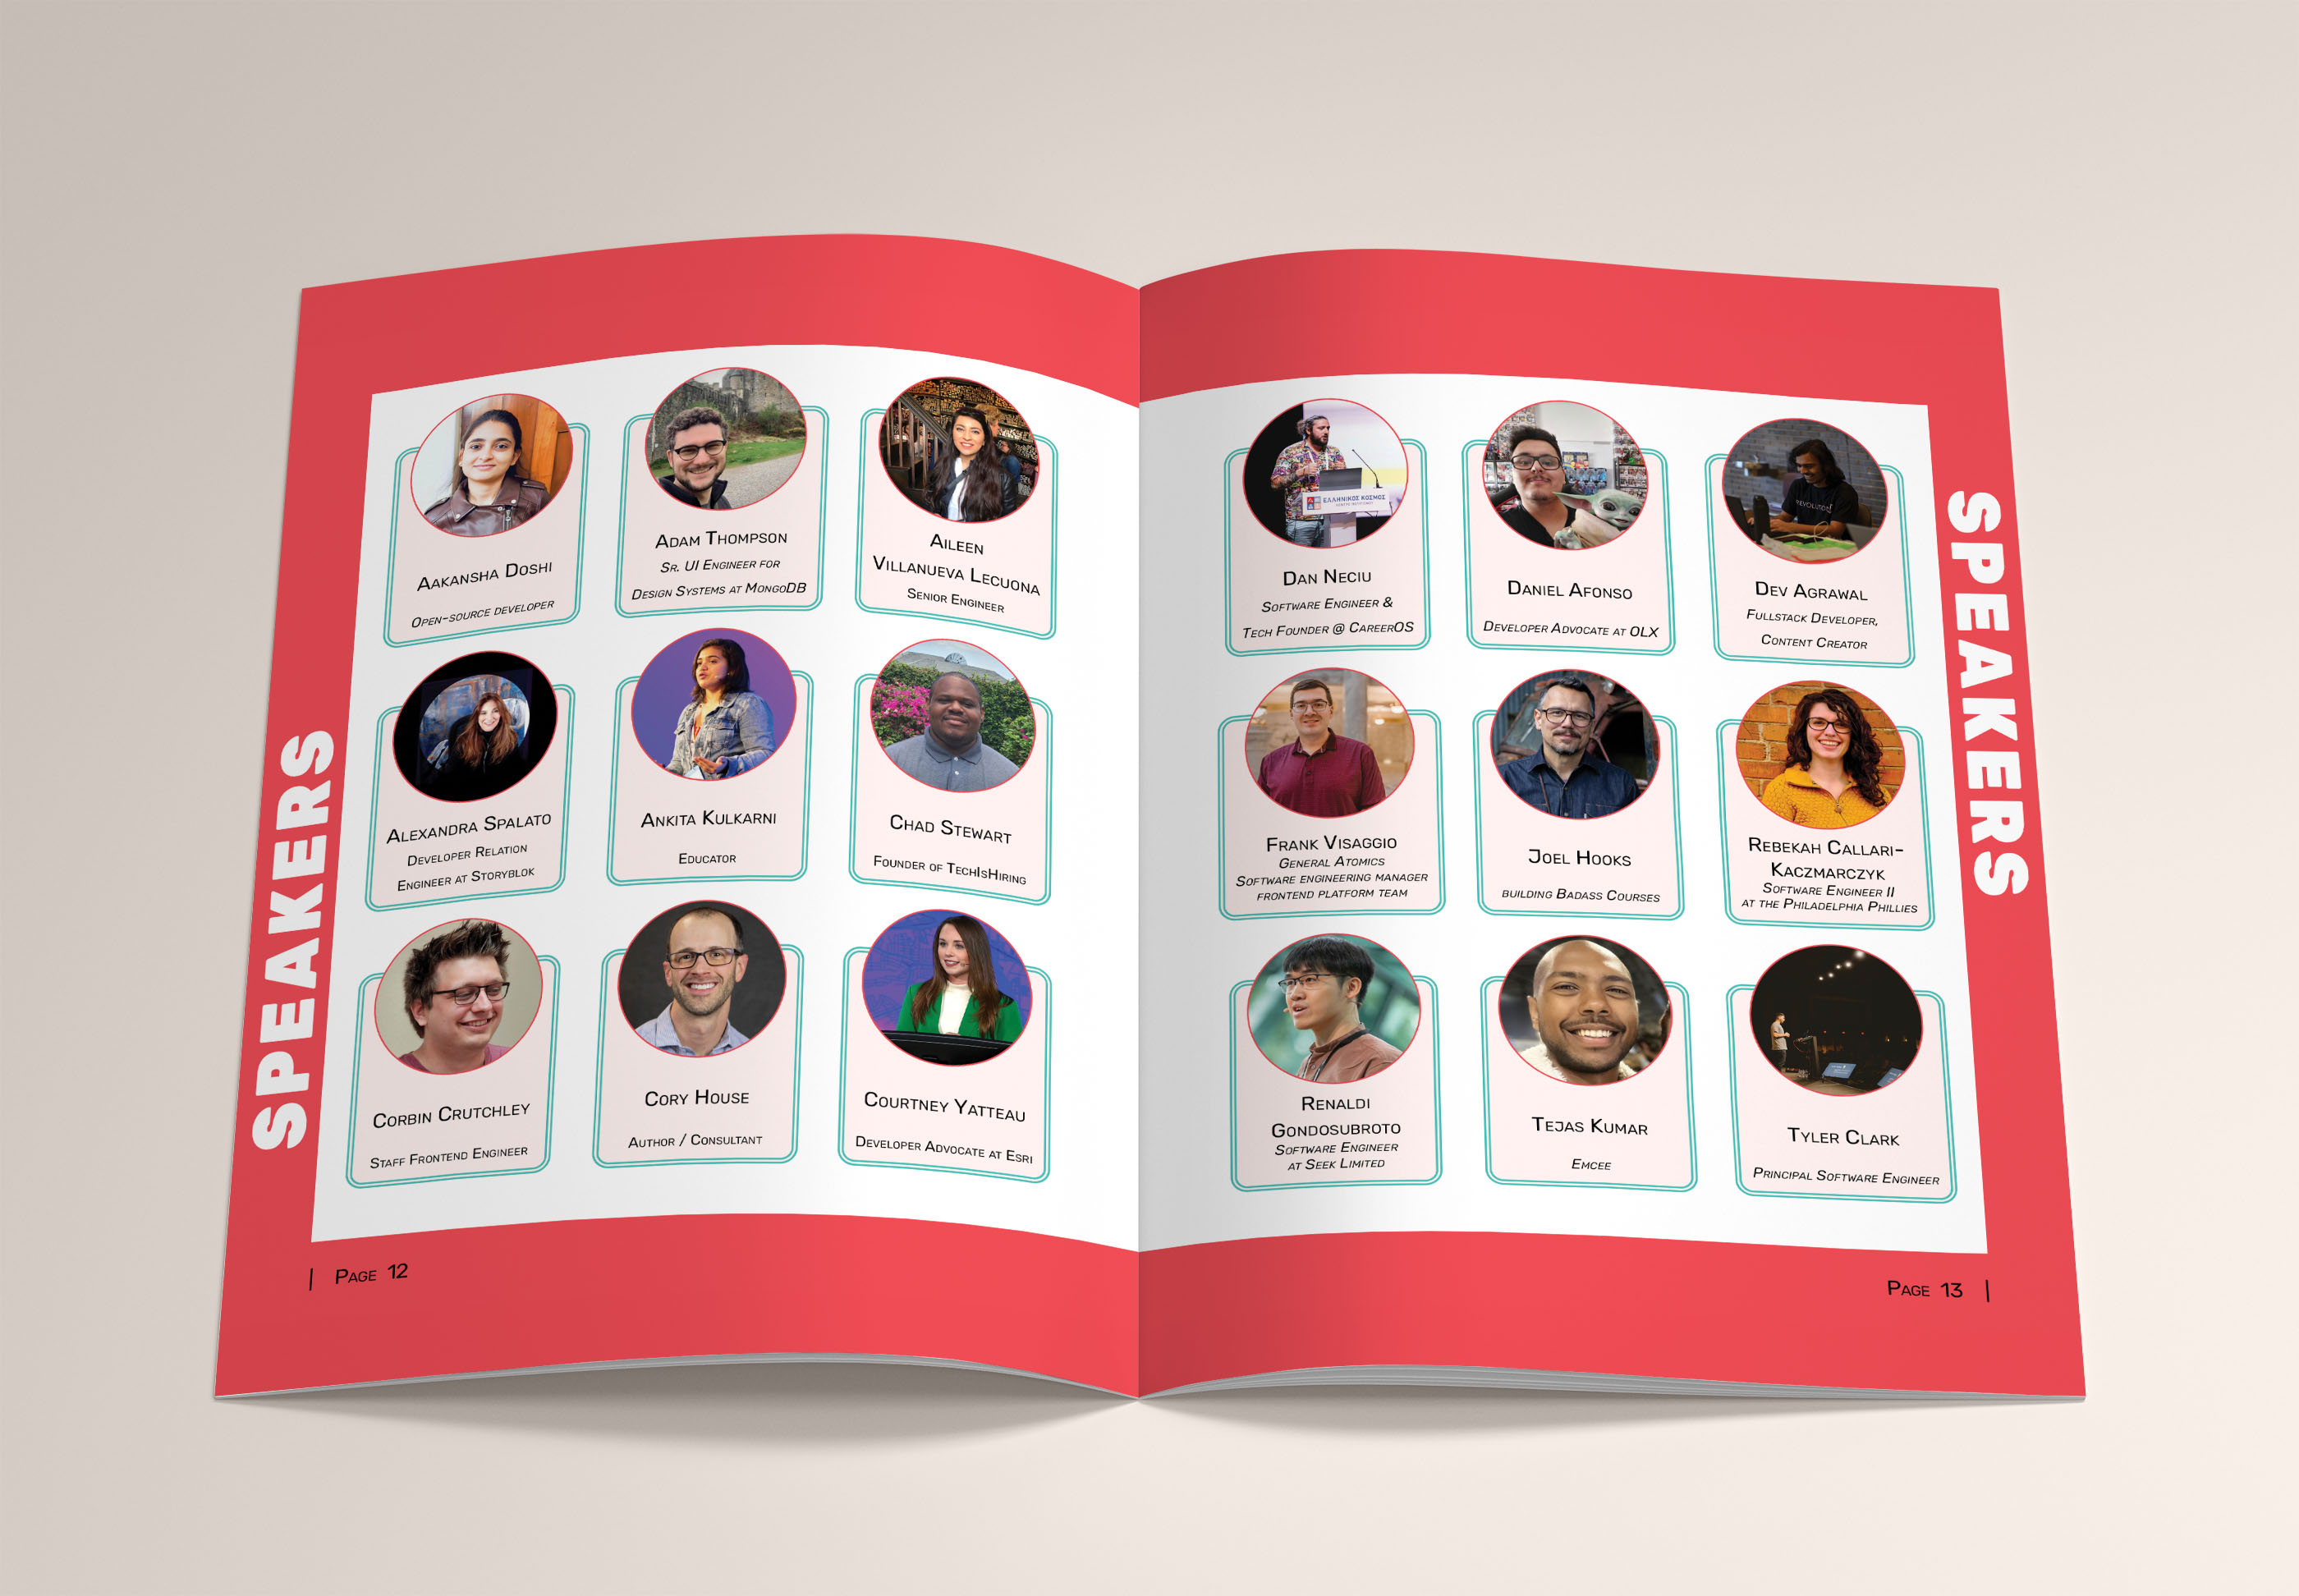 SPEAKERS
Aakansha Doshi
Open-source developer
Adam Thompson
Sr. UI Engineer for
Design Systems at MongoDB
Aileen
Villanueva Lecuona
Senior Engineer
Alexandra Spalato
Developer Relation
Engineer at Storyblok
Ankita Kulkarni
Educator
Chad Stewart
Founder of TechIsHiring
Corbin Crutchley
Staff Frontend Engineer
Cory House
Author / Consultant
Courtney Yatteau
Developer Advocate at Esri
| Page 12
ΕΛΛΗΝΙΚΟΣ ΚΟΣΜΟΣ
Dan Neciu
Software Engineer &
Tech Founder @ CareerOS
Daniel Afonso
Developer Advocate at OLX
Dev Agrawal
Fullstack Developer,
Content Creator
Frank Visaggio
General Atomics
Software engineering manager
frontend platform team
Joel Hooks
building Badass Courses
Rebekah Callari-
Kaczmarczyk
Software Engineer II
at the Philadelphia Phillies
Renaldi
Gondosubroto
Software Engineer
at Seek Limited
Tejas Kumar
Emcee
Tyler Clark
Principal Software Engineer
SPEAKERS
Page 13 |